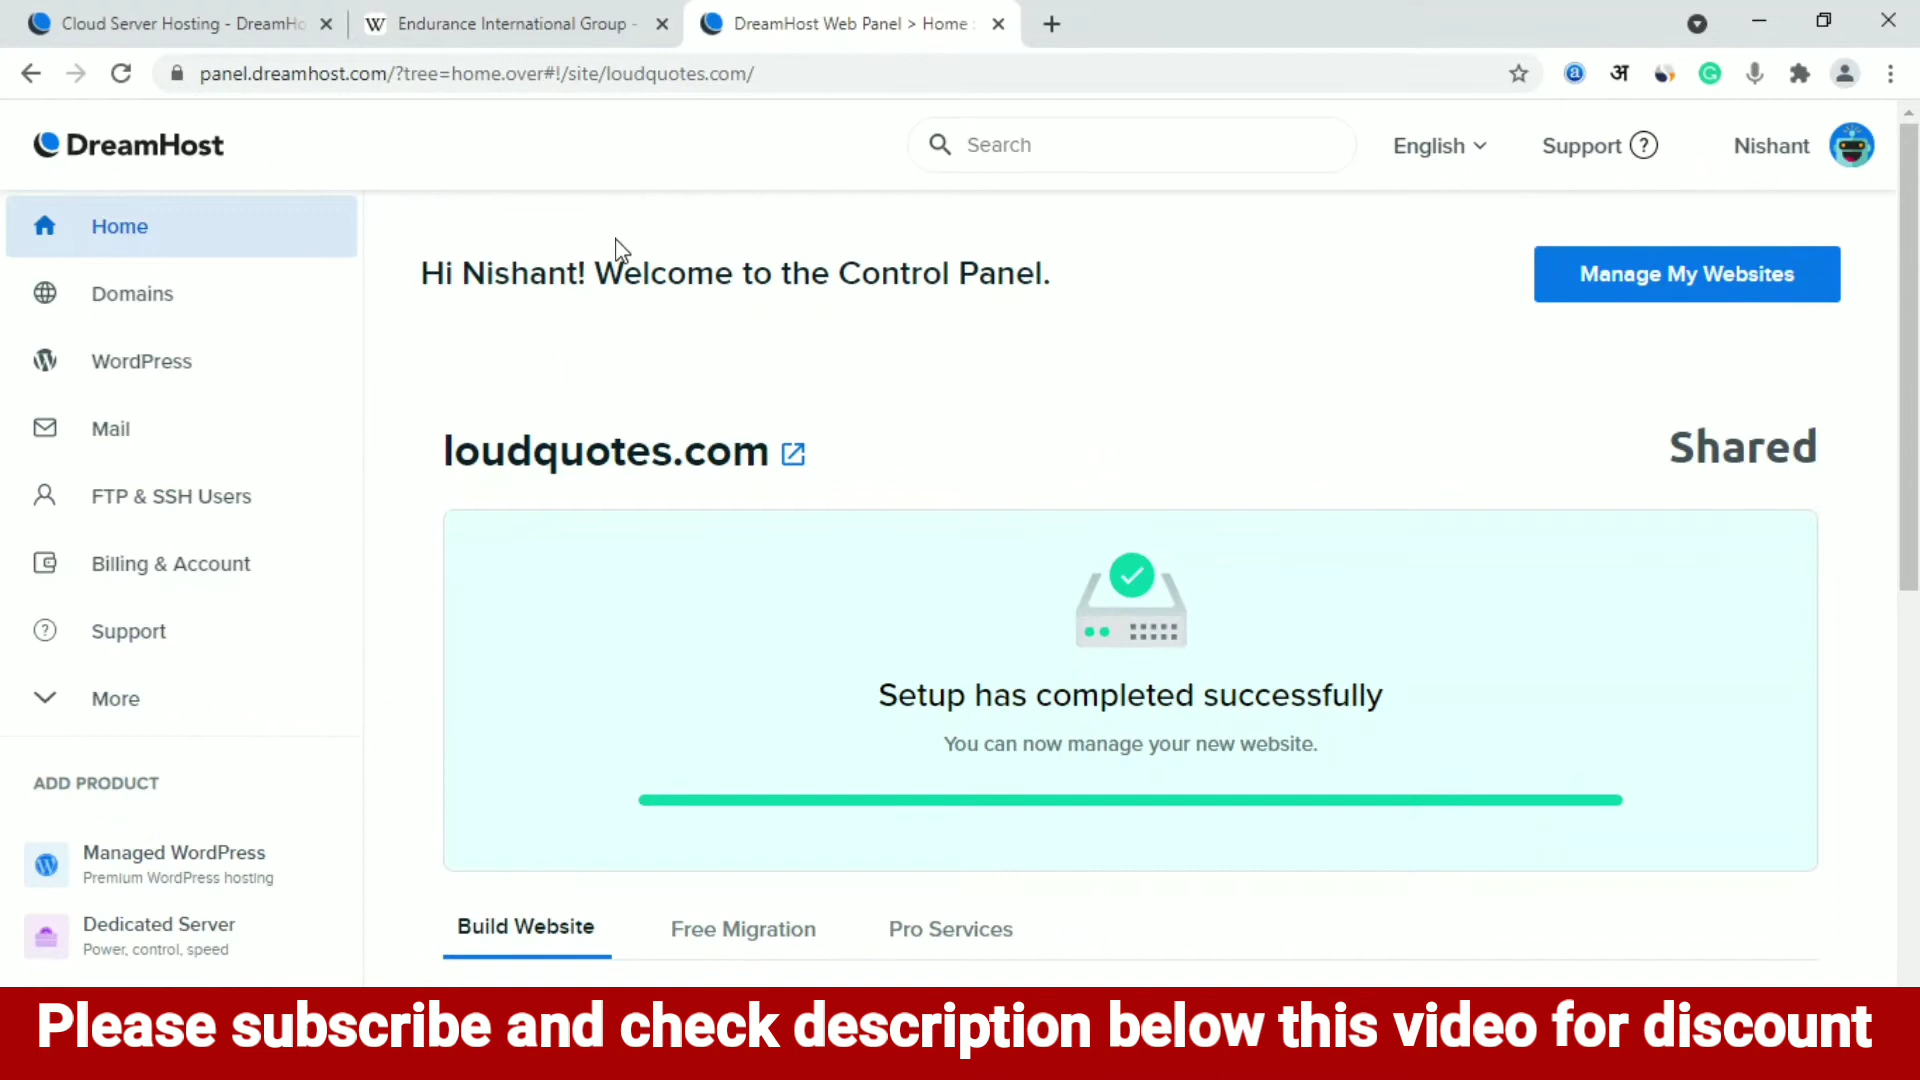 Cloud Server Hosting - DreamHo
Endurance International Group -
DreamHost Web Panel > Home
panel.dreamhost.com/?tree=home.over#!/site/loudquotes.com/
DreamHost
Search
English
Support
Nishant
Home
Domains
WordPress
Mail
FTP & SSH Users
Billing & Account
Support
More
ADD PRODUCT
Managed WordPress
Premium WordPress hosting
Dedicated Server
Power, control, speed
Hi Nishant! Welcome to the Control Panel.
Manage My Websites
loudquotes.com
Shared
Setup has completed successfully
You can now manage your new website.
Build Website
Free Migration
Pro Services
Please subscribe and check description below this video for discount